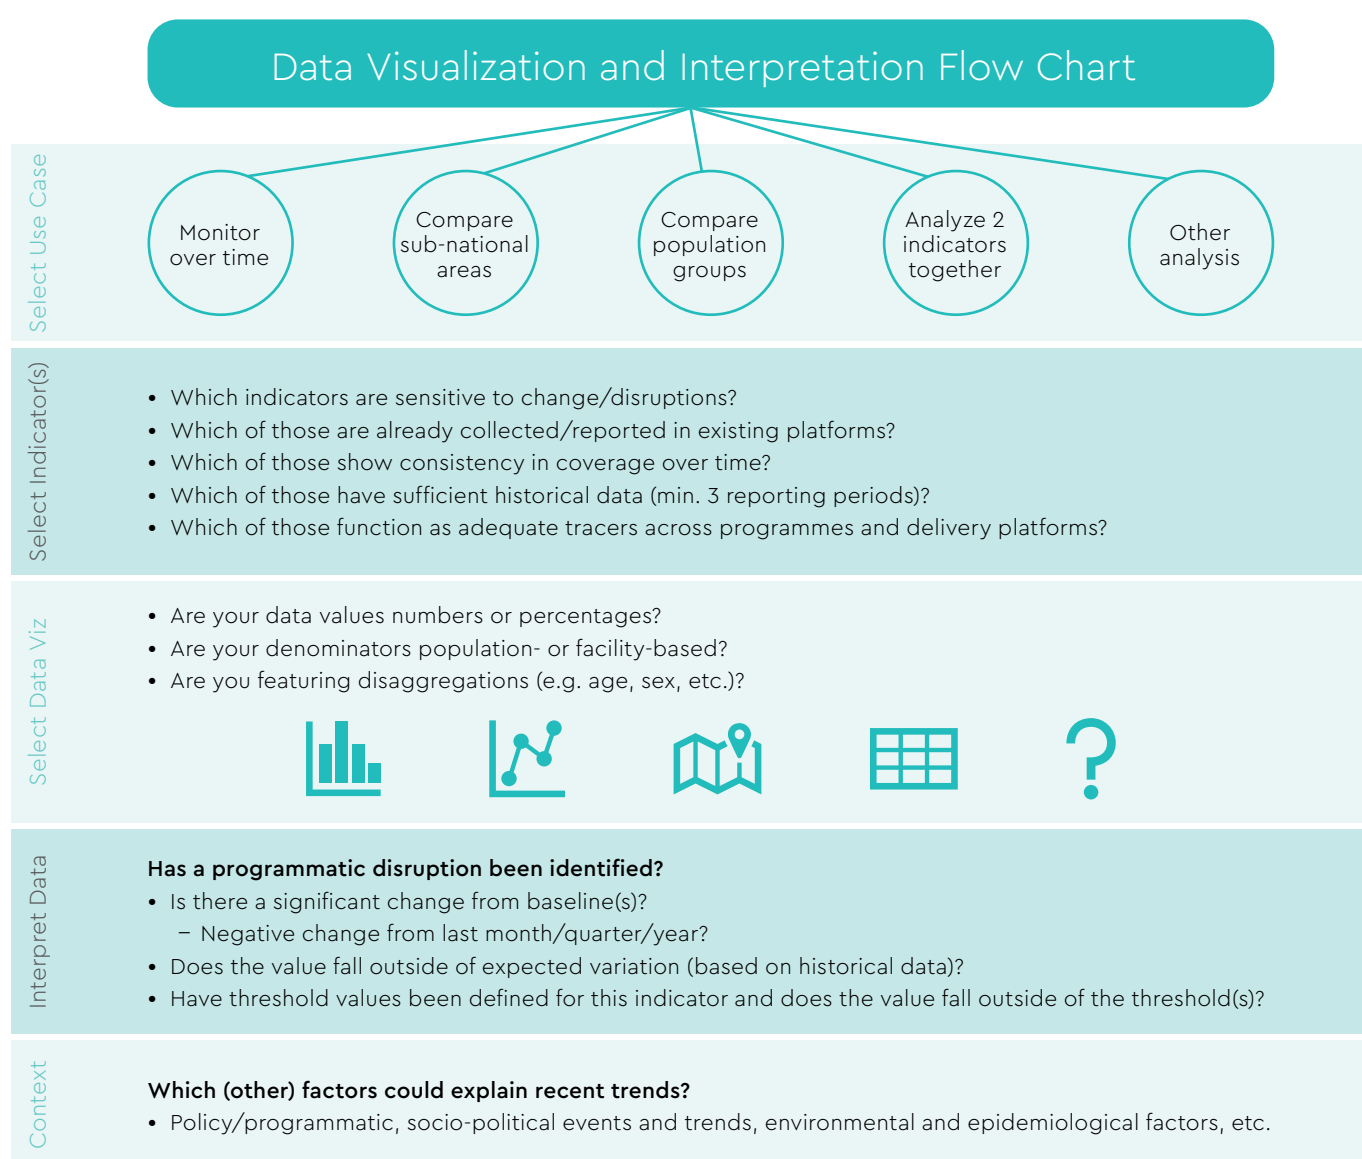 Data Visualization and Interpretation Flow Chart
Select Use Case
Monitor
over time
Compare
sub-national
areas
Compare
population
groups
Analyze 2
indicators
together
Other
analysis
Select Indicator(s)
• Which indicators are sensitive to change/disruptions?
• Which of those are already collected/reported in existing platforms?
• Which of those show consistency in coverage over time?
• Which of those have sufficient historical data (min. 3 reporting periods)?
• Which of those function as adequate tracers across programmes and delivery platforms?
Select Data Viz
• Are your data values numbers or percentages?
• Are your denominators population- or facility-based?
• Are you featuring disaggregations (e.g. age, sex, etc.)?
?
Interpret Data
Has a programmatic disruption been identified?
• Is there a significant change from baseline(s)?
– Negative change from last month/quarter/year?
• Does the value fall outside of expected variation (based on historical data)?
• Have threshold values been defined for this indicator and does the value fall outside of the threshold(s)?
Context
Which (other) factors could explain recent trends?
• Policy/programmatic, socio-political events and trends, environmental and epidemiological factors, etc.